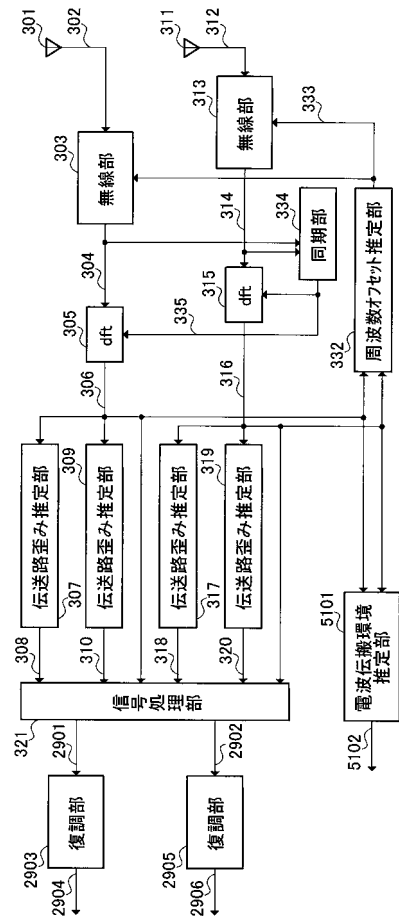 301
302
303
無線部
304
305
dft
306
307
伝送路歪み推定部
308
309
伝送路歪み推定部
310
311
312
313
無線部
314
315
dft
316
317
伝送路歪み推定部
318
319
伝送路歪み推定部
320
321
信号処理部
332
周波数オフセット推定部
333
334
同期部
335
2901
2902
2903
復調部
2904
2905
復調部
2906
5101
電波伝搬環境
推定部
5102